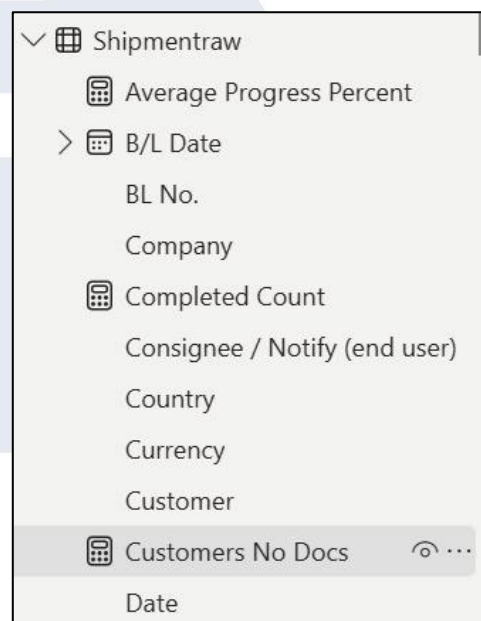 Shipmentraw
Average Progress Percent
B/L Date
BL No.
Company
Completed Count
Consignee / Notify (end user)
Country
Currency
Customer
Customers No Docs
Date